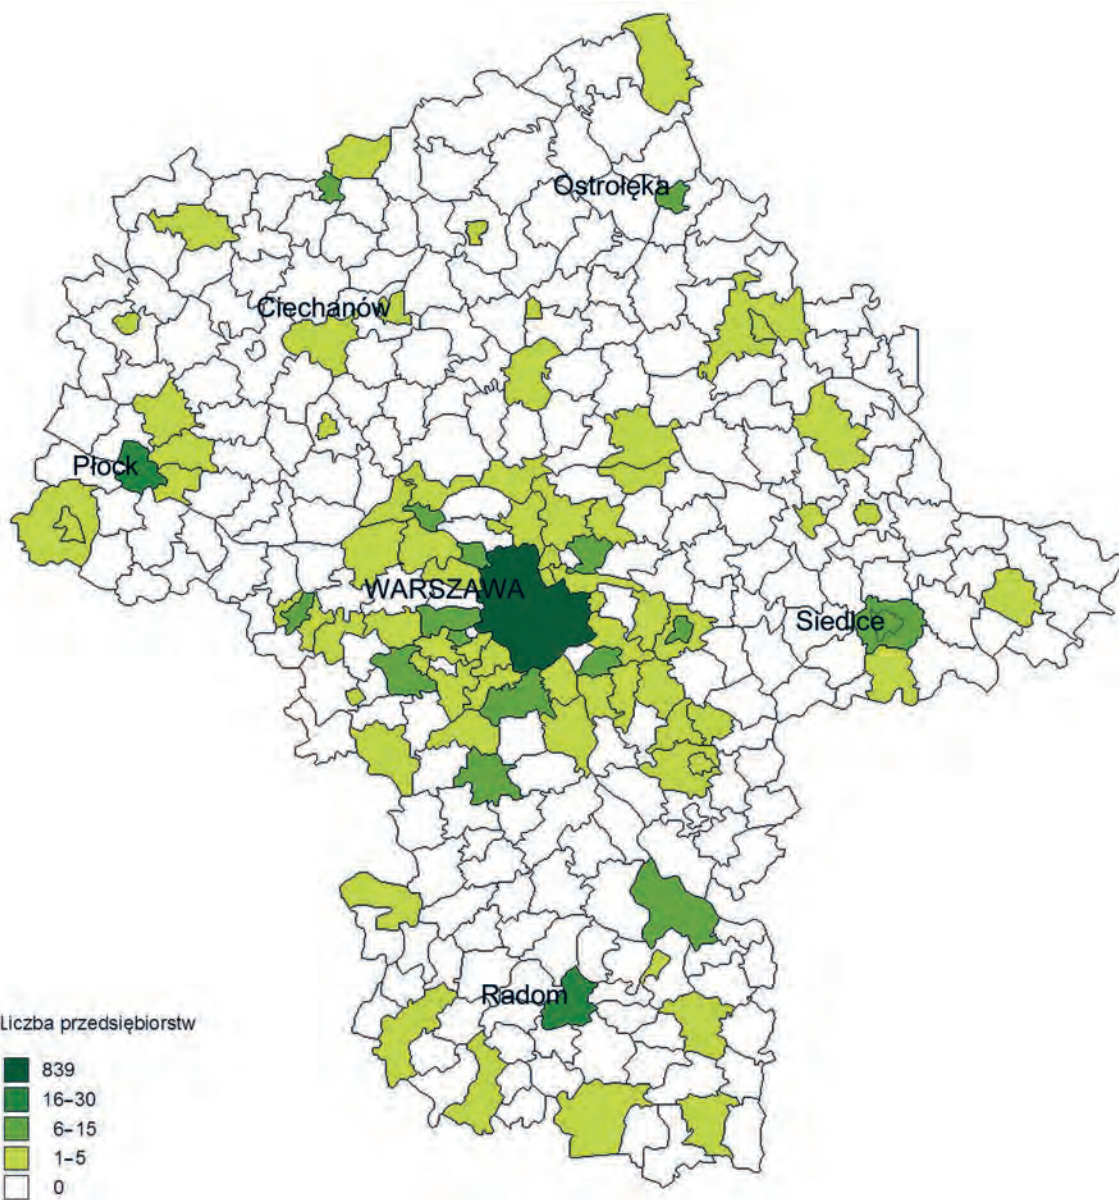 Ostrołęka
Ciechanów
Płock
WARSZAWA
Siedlce
Radom
Liczba przedsiębiorstw
839
16–30
6–15
1–5
0